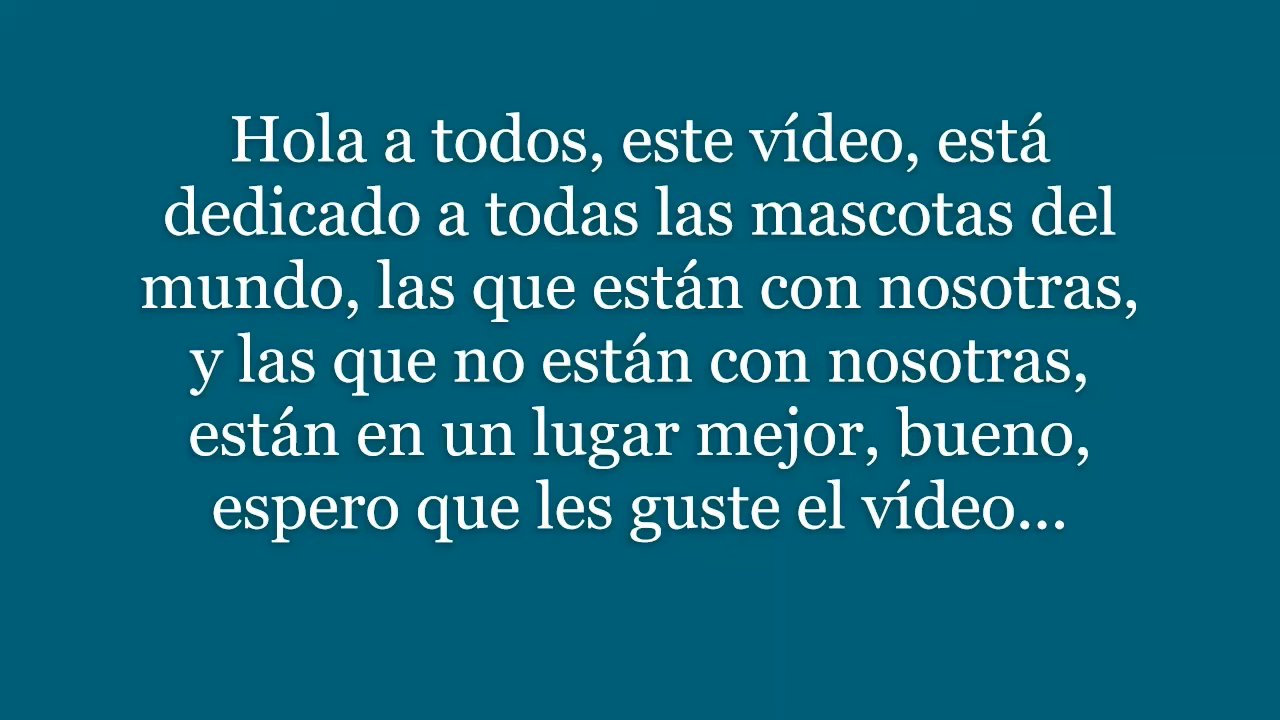 Hola a todos, este vídeo, está
dedicado a todas las mascotas del
mundo, las que están con nosotras,
y las que no están con nosotras,
están en un lugar mejor, bueno,
espero que les guste el vídeo...